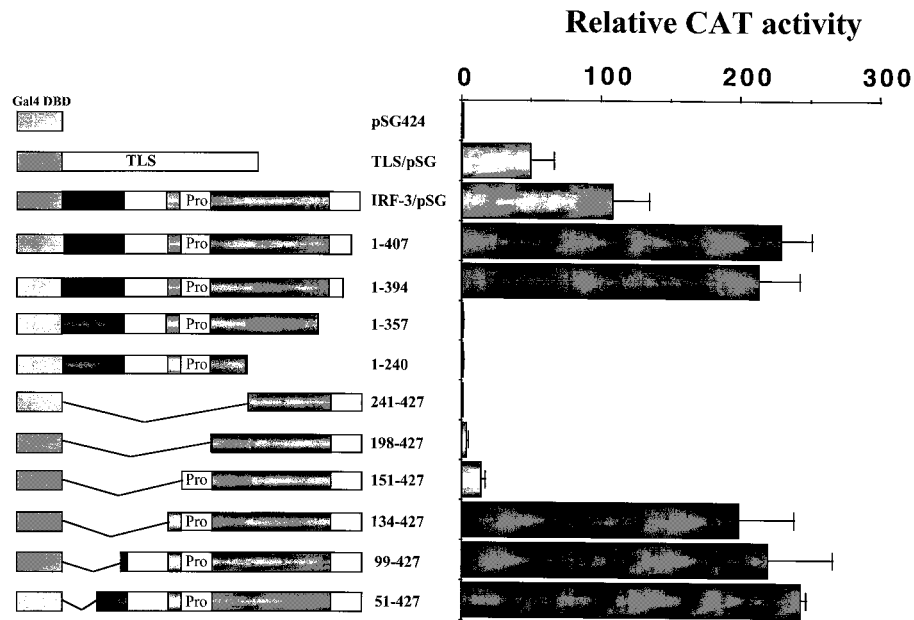 Relative CAT activity
0 100 200 300
Gal4 DBD
pSG424
TLS TLS/pSG
Pro IRF-3/pSG
Pro 1-407
Pro 1-394
Pro 1-357
Pro 1-240
241-427
198-427
Pro 151-427
Pro 134-427
Pro 99-427
Pro 51-427